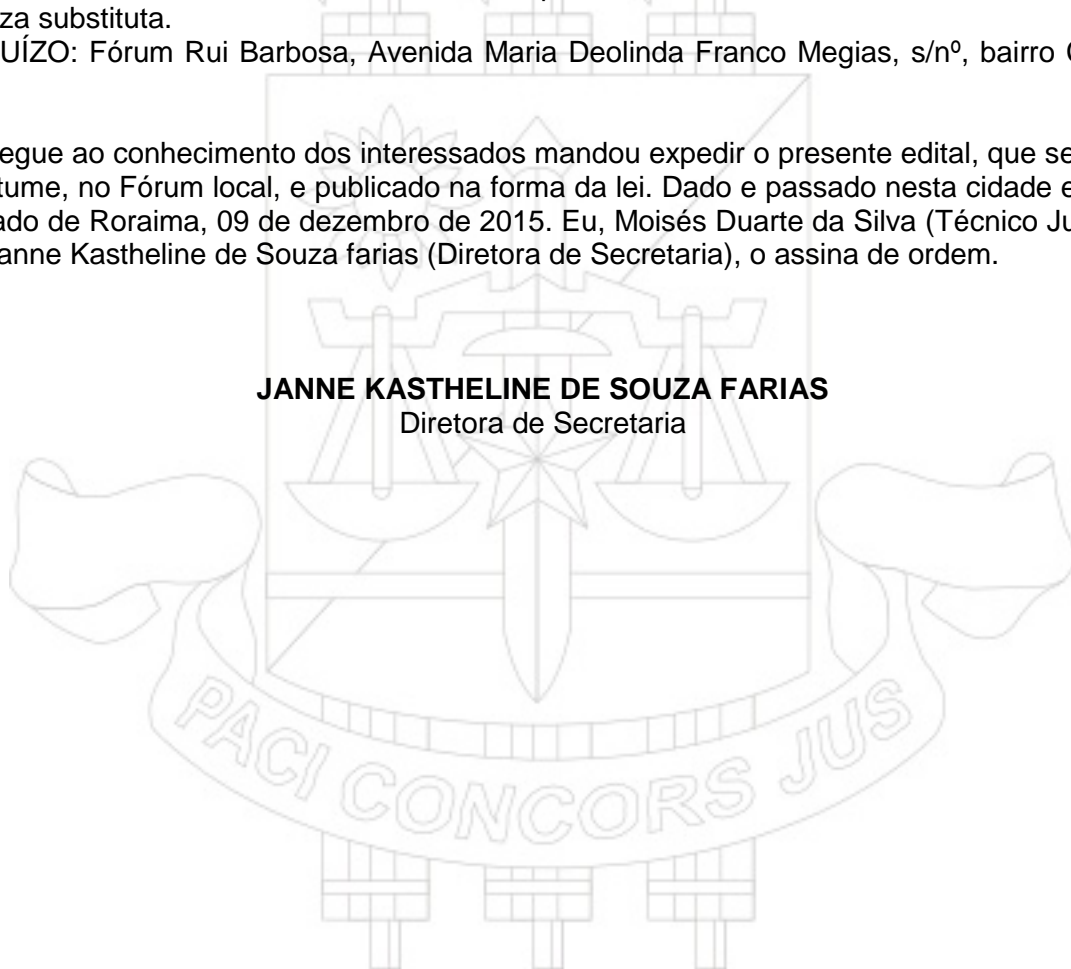 za substituta.
UÍZO: Fórum Rui Barbosa, Avenida Maria Deolinda Franco Megias, s/nº, bairro
egue ao conhecimento dos interessados mandou expedir o presente edital, que se
tume, no Fórum local, e publicado na forma da lei. Dado e passado nesta cidade e
ado de Roraima, 09 de dezembro de 2015. Eu, Moisés Duarte da Silva (Técnico Ju
anne Kastheline de Souza farias (Diretora de Secretaria), o assina de ordem.
JANNE KASTHELINE DE SOUZA FARIAS
Diretora de Secretaria
PACI CONCORS JUS